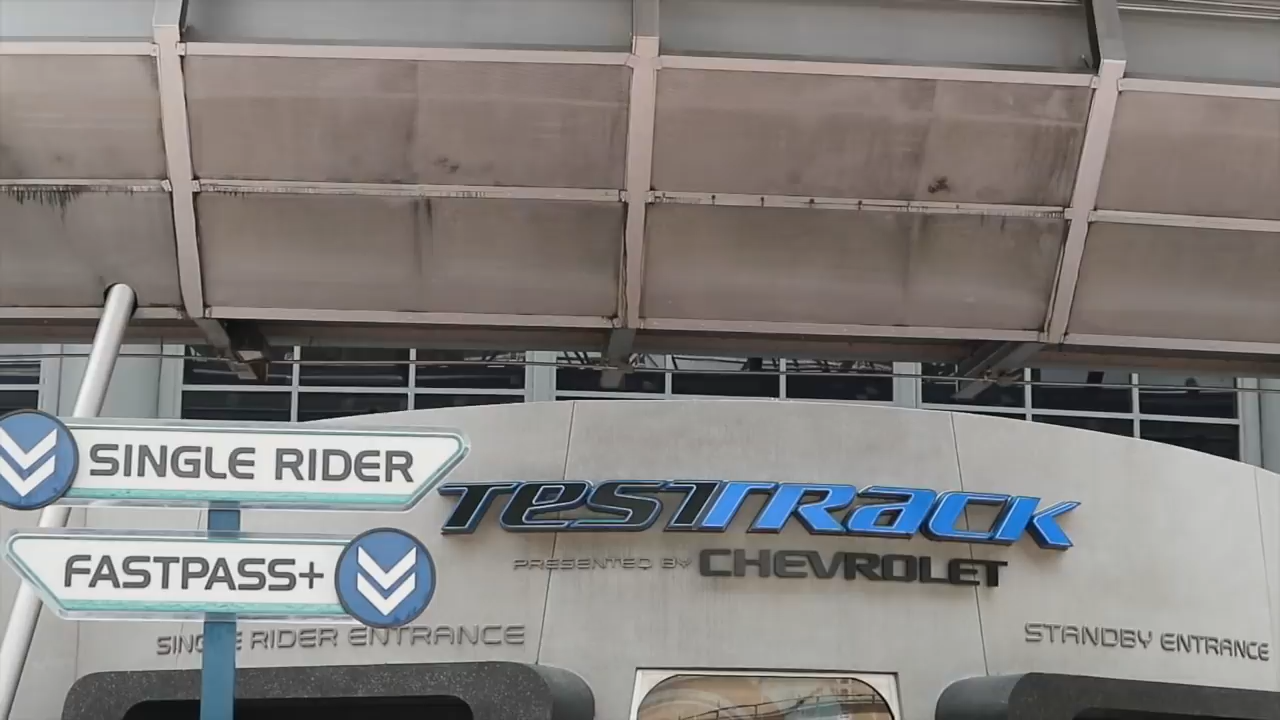 SINGLE RIDER
FASTPASS+
TESTTRACK
PRESENTED BY CHEVROLET
SINGLE RIDER ENTRANCE
STANDBY ENTRANCE